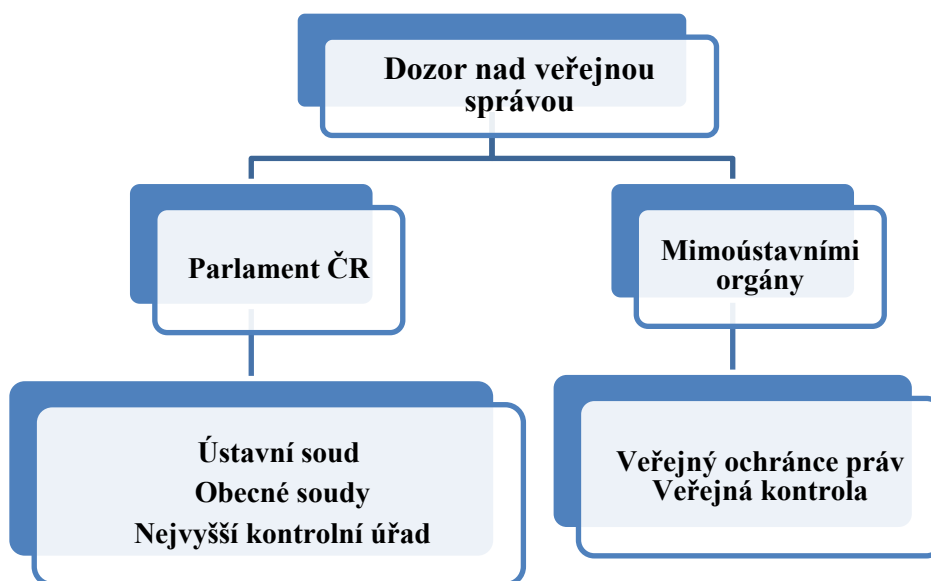 Dozor nad veřejnou
správou
Parlament ČR
Mimoústavními
orgány
Ústavní soud
Obecné soudy
Nejvyšší kontrolní úřad
Veřejný ochránce práv
Veřejná kontrola